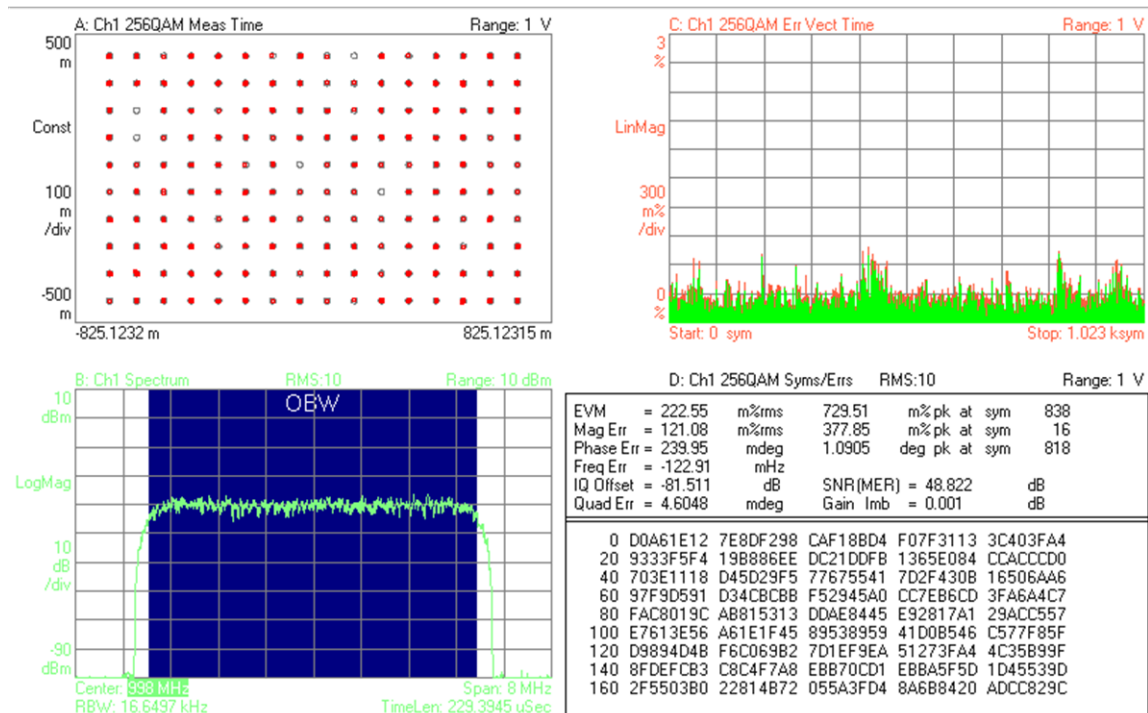 A: Ch1 256QAM Meas Time Range: 1 V
500
m
Const
100
m
/div
-500
m
-825.1232 m 825.12315 m
C: Ch1 256QAM Err Vect Time Range: 1 V
3
%
LinMag
300
m%
/div
0
%
Start: 0 sym Stop: 1.023 ksym
B: Ch1 Spectrum RMS:10 Range: 10 dBm
OBW
10
dBm
LogMag
10
dB
/div
-90
dBm
Center: 998 MHz Span: 8 MHz
RBW: 16.6497 kHz TimeLen: 229.3945 uSec
D: Ch1 256QAM Syms/Errs RMS:10 Range: 1 V
EVM = 222.55 m%rms 729.51 m% pk at sym 838
Mag Err = 121.08 m%rms 377.85 m% pk at sym 16
Phase Err = 239.95 mdeg 1.0905 deg pk at sym 818
Freq Err = -122.91 mHz
IQ Offset = -81.511 dB SNR(MER) = 48.822 dB
Quad Err = 4.6048 mdeg Gain Imb = 0.001 dB
0 D0A61E12 7E8DF298 CAF18BD4 F07F3113 3C403FA4
20 9333F5F4 19B886EE DC21DDFB 1365E084 CCACCCD0
40 703E1118 D45D29F5 77675541 7D2F430B 16506AA6
60 97F9D591 D34CBCBB F52945A0 CC7EB6CD 3FA6A4C7
80 FAC8019C AB815313 DDAE8445 E92817A1 29ACC557
100 E7613E56 A61E1F45 89538959 41D0B546 C577F85F
120 D9894D4B F6C069B2 7D1EF9EA 51273FA4 4C35B99F
140 8FDEFCB3 C8C4F7A8 EBB70CD1 EBBA5F5D 1D45539D
160 2F5503B0 22814B72 055A3FD4 8A6B8420 ADCC829C